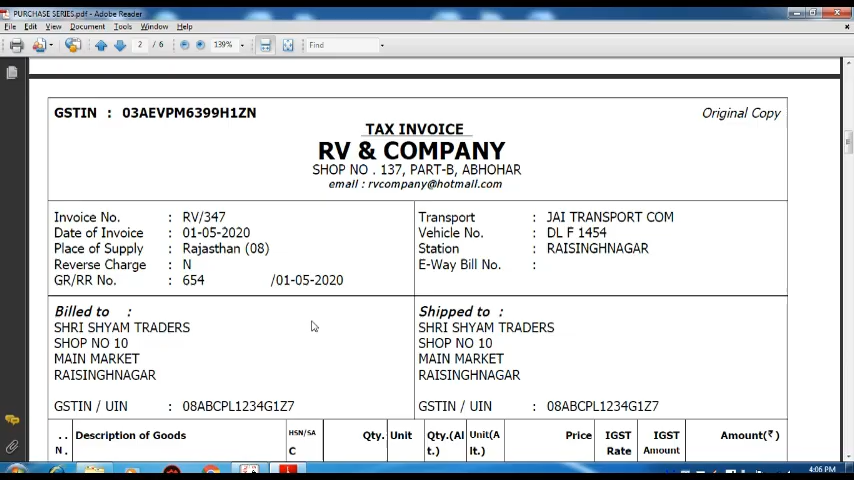 PURCHASE SERIES.pdf - Adobe Reader
File Edit View Document Tools Window Help
2 / 6 139% Find
GSTIN : 03AEVPM6399H1ZN Original Copy
TAX INVOICE
RV & COMPANY
SHOP NO . 137, PART-B, ABHOHAR
email : rvcompany@hotmail.com
Invoice No. : RV/347 Transport : JAI TRANSPORT COM
Date of Invoice : 01-05-2020 Vehicle No. : DL F 1454
Place of Supply : Rajasthan (08) Station : RAISINGHNAGAR
Reverse Charge : N E-Way Bill No. :
GR/RR No. : 654 /01-05-2020
Billed to : Shipped to :
SHRI SHYAM TRADERS SHRI SHYAM TRADERS
SHOP NO 10 SHOP NO 10
MAIN MARKET MAIN MARKET
RAISINGHNAGAR RAISINGHNAGAR
GSTIN / UIN : 08ABCPL1234G1Z7 GSTIN / UIN : 08ABCPL1234G1Z7
. . Description of Goods HSN/SA Qty. Unit Qty.(Al Unit(A Price IGST IGST Amount(₹)
N. C t.) lt.) Rate Amount
4:06 PM